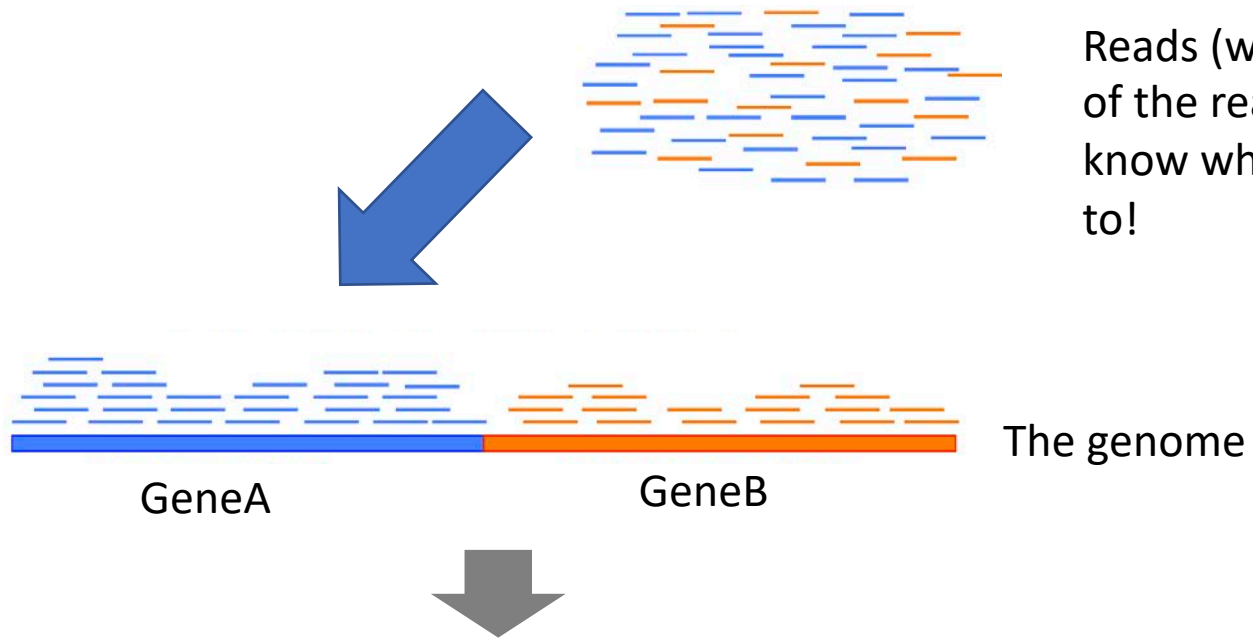 Reads (w
of the rea
know wh
to!
The genome
GeneA
GeneB